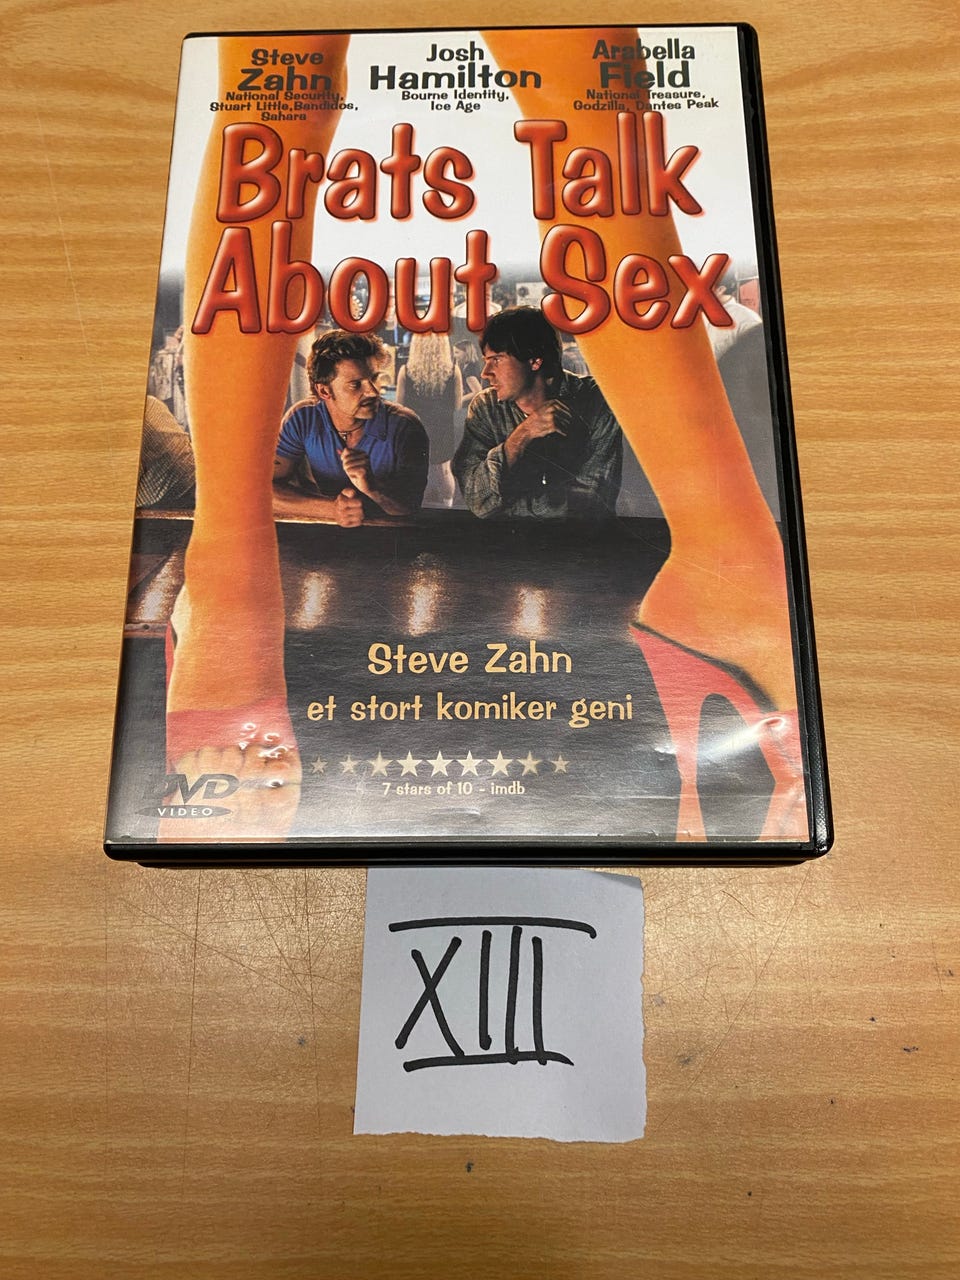 Steve
Zahn
National Security,
Stuart Little, Bandidos,
Sahara
Josh
Hamilton
Bourne Identity,
Ice Age
Arabella
Field
National Treasure,
Godzilla, Dantes Peak
Brats Talk
About Sex
Steve Zahn
et stort komiker geni
7 stars of 10 - imdb
DVD
VIDEO
XIII